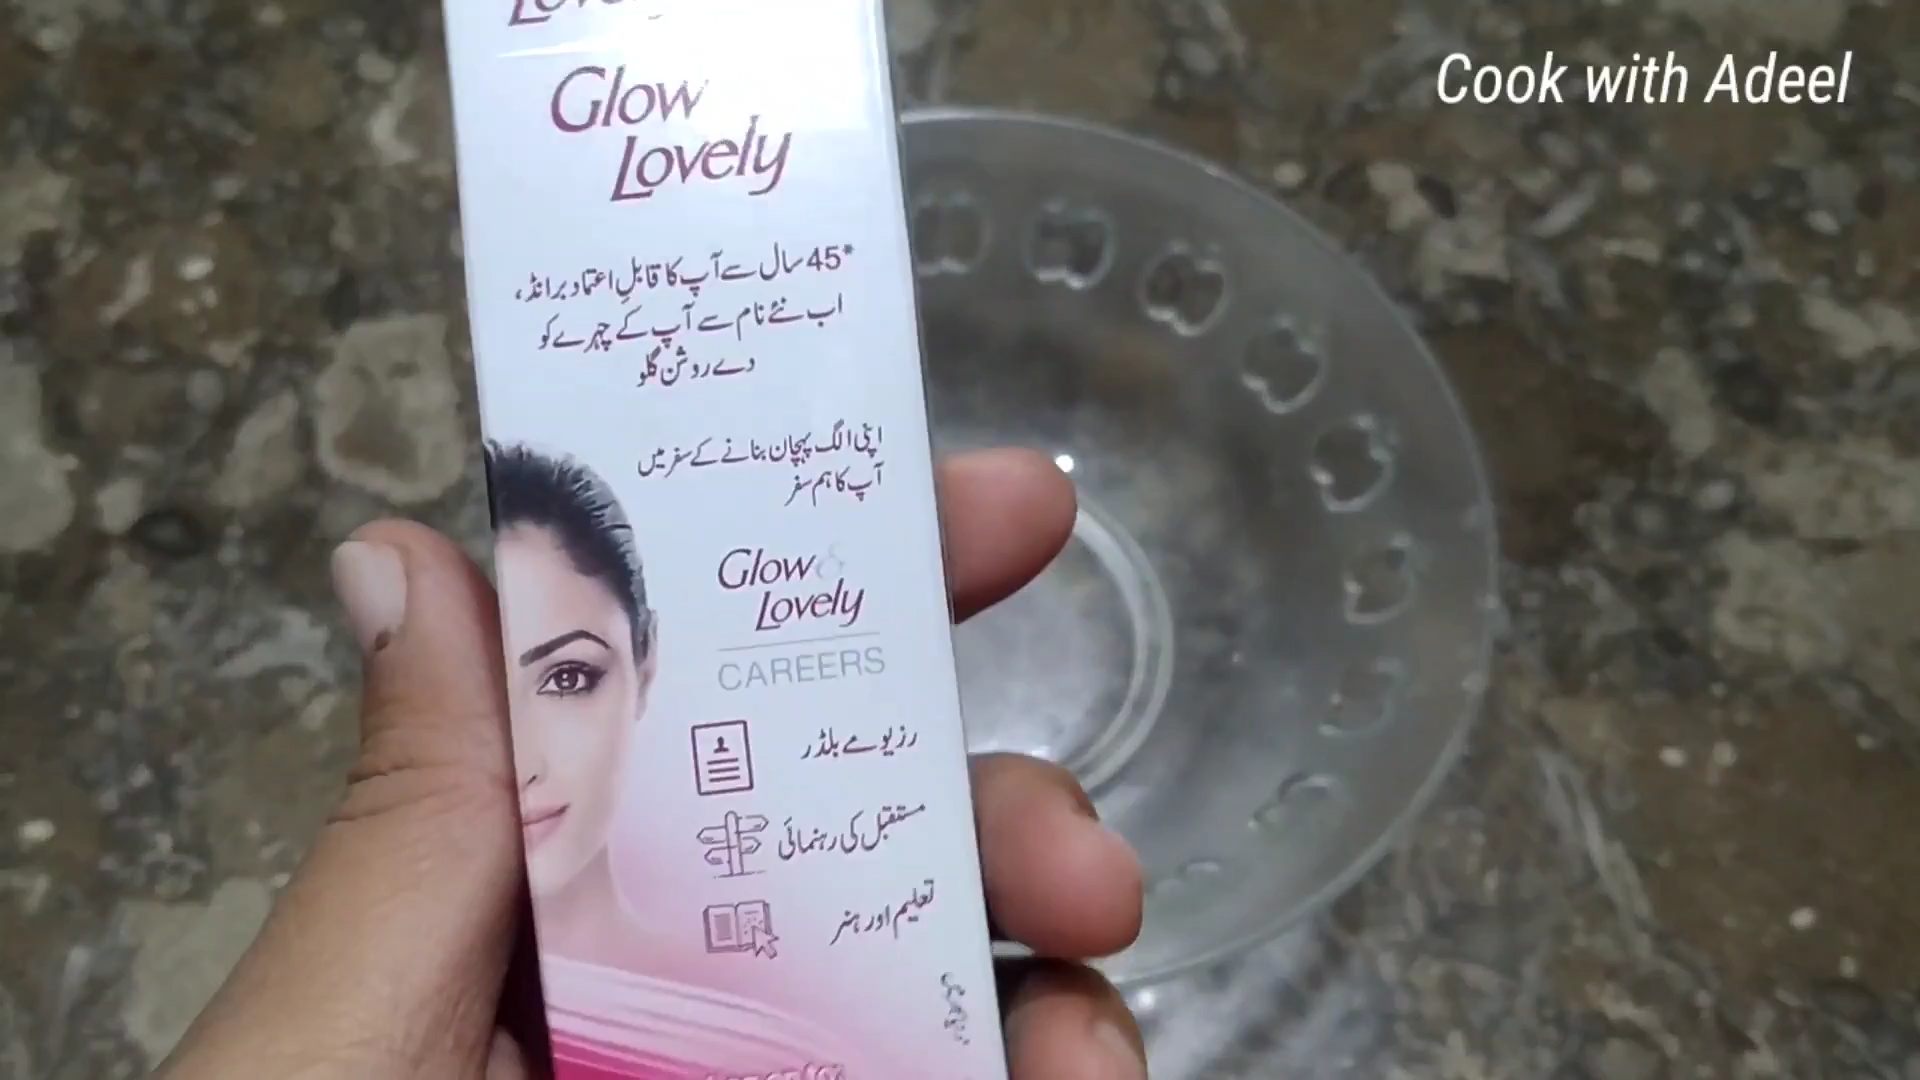 Cook with Adeel
Glow
Lovely
*45 سال سے آپ کا قابلِ اعتماد برانڈ،
اب نئے نام سے آپ کے چہرے کو
دے روشن گلو
اپنی الگ پہچان بنانے کے سفر میں
آپ کا ہم سفر
Glow &
Lovely
CAREERS
رزیومے بلڈر
مستقبل کی رہنمائی
تعلیم اور ہنر